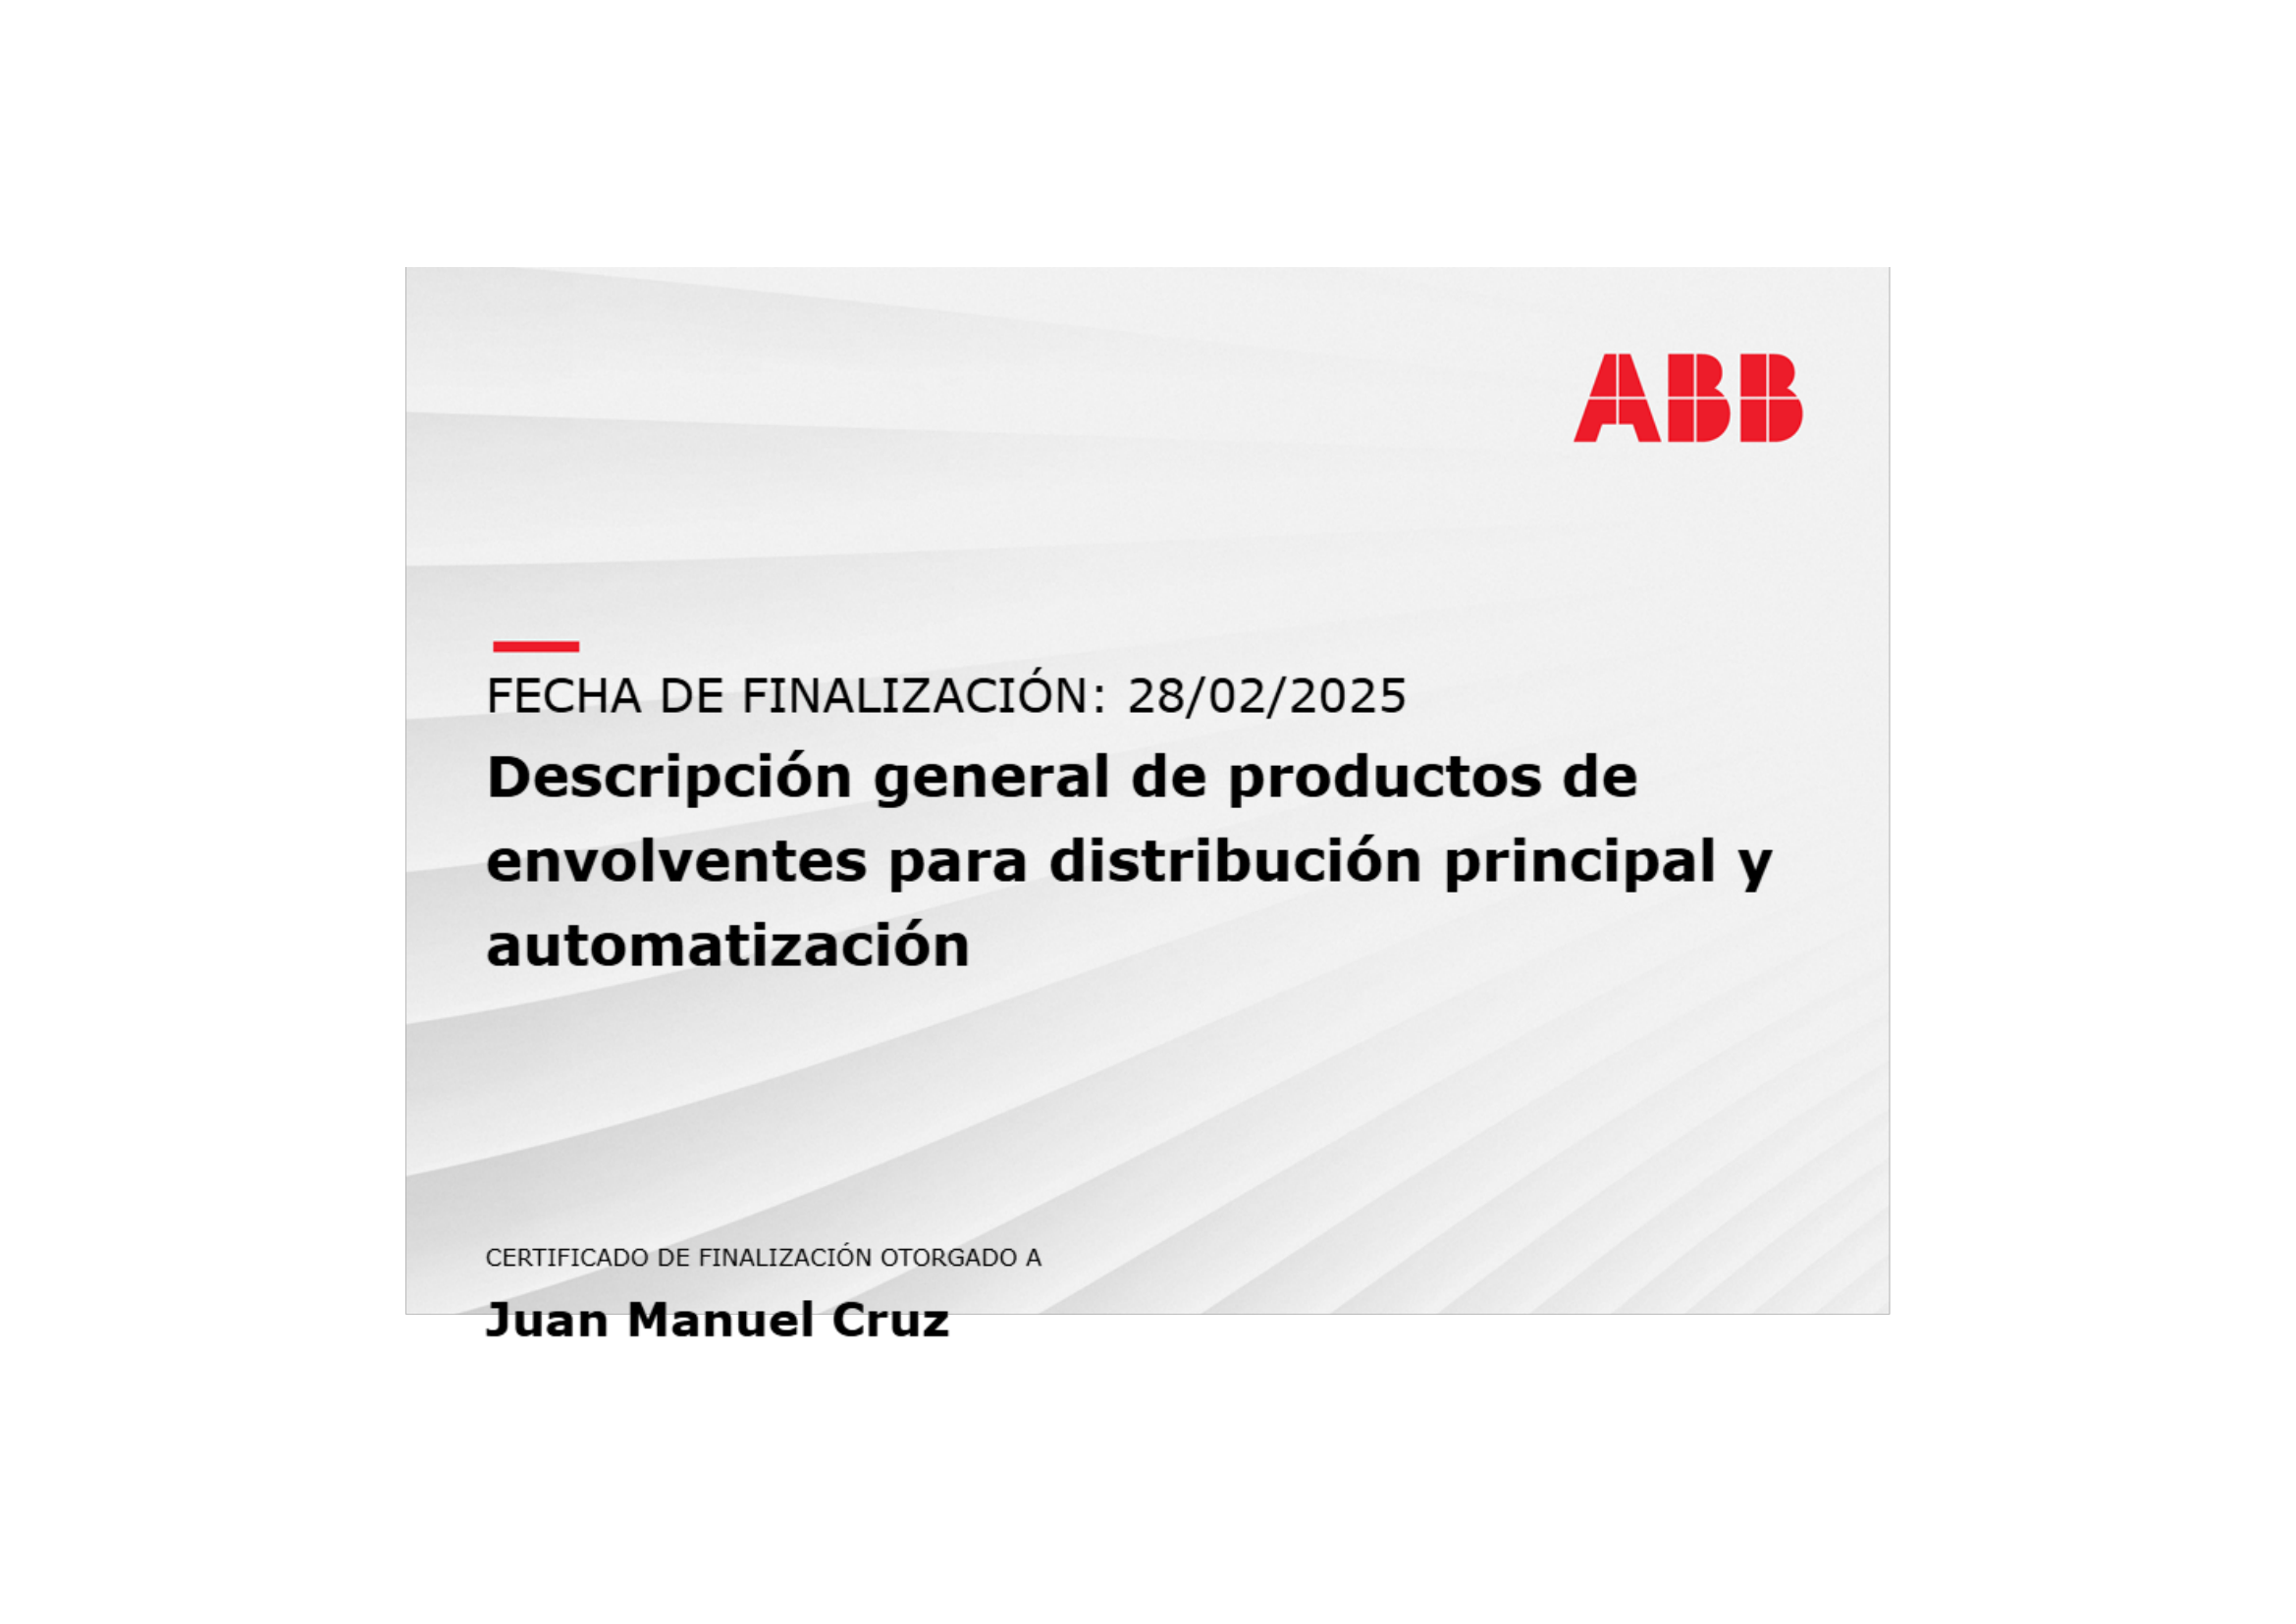 ABB
FECHA DE FINALIZACIÓN: 28/02/2025
Descripción general de productos de
envolventes para distribución principal y
automatización
CERTIFICADO DE FINALIZACIÓN OTORGADO A
Juan Manuel Cruz